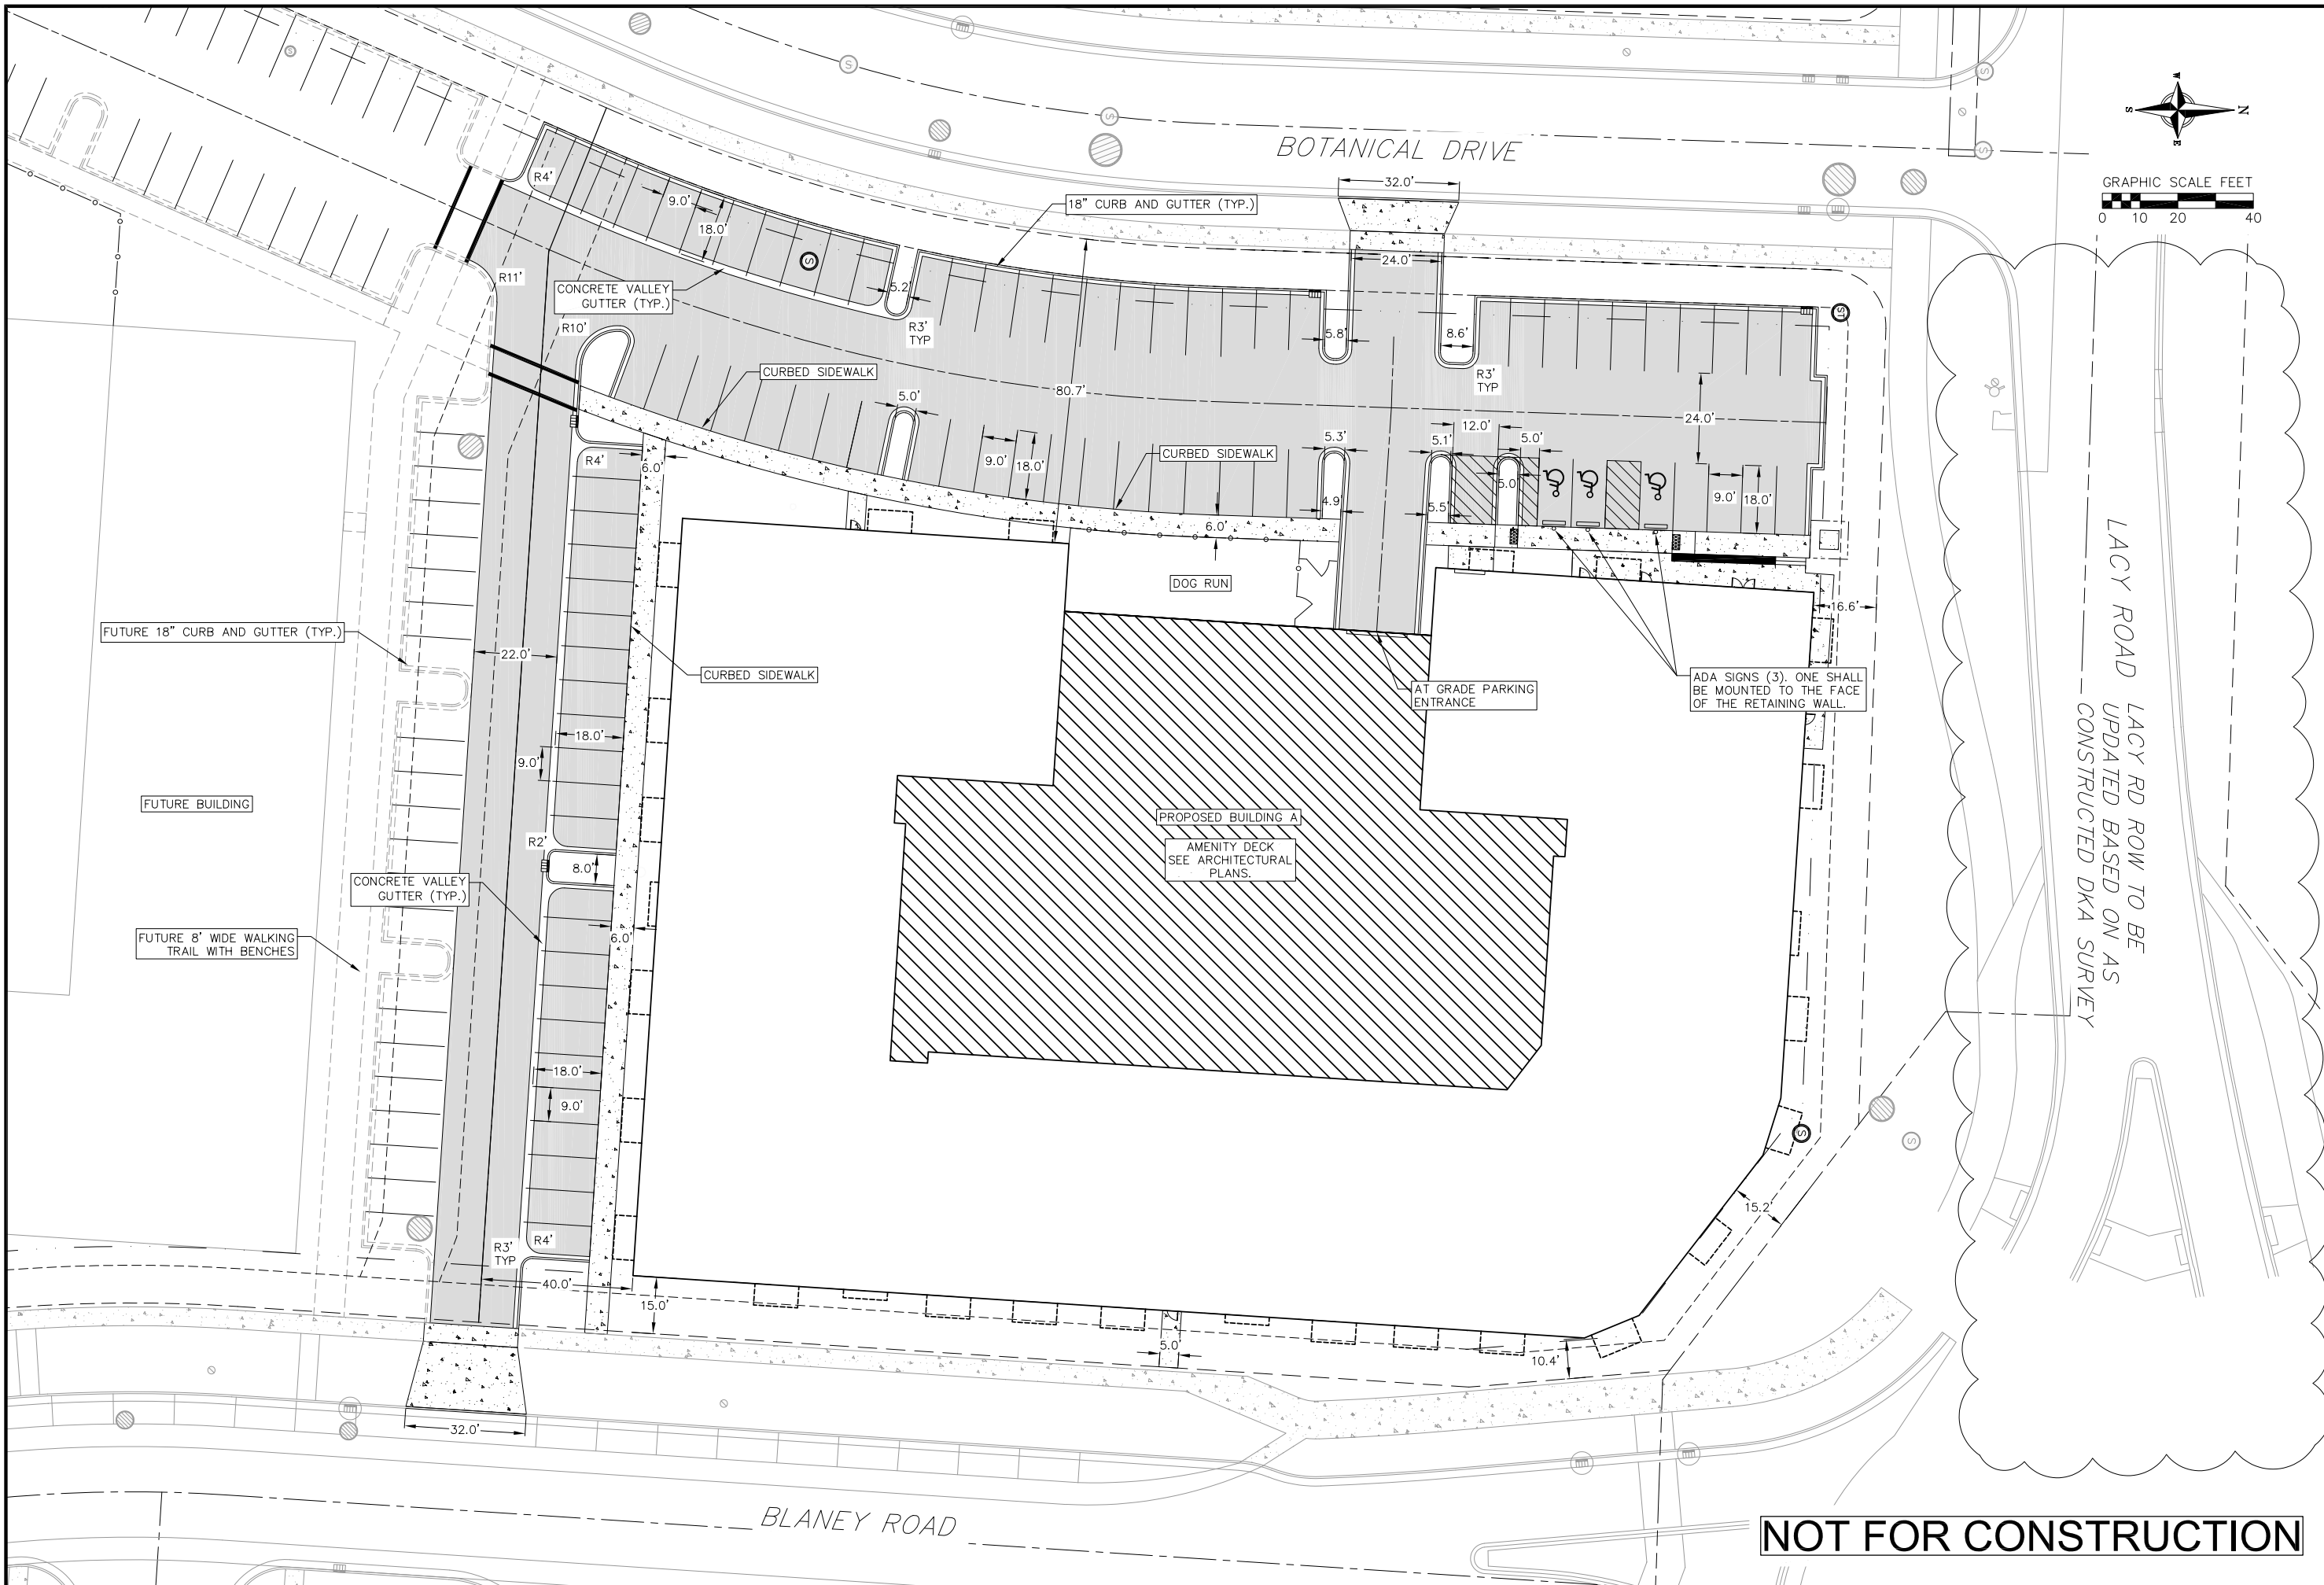 BOTANICAL DRIVE
W
S
N
E
GRAPHIC SCALE FEET
0 10 20 40
32.0'
18" CURB AND GUTTER (TYP.)
24.0'
R4'
9.0'
18.0'
R11'
CONCRETE VALLEY
GUTTER (TYP.)
5.2'
R3'
TYP
R10'
5.8'
8.6'
R3'
TYP
ST
S
CURBED SIDEWALK
5.0'
80.7'
24.0'
12.0'
5.3'
5.1'
5.0'
9.0'
18.0'
CURBED SIDEWALK
R4'
6.0'
4.9'
5.5'
5.0'
9.0'
18.0'
6.0'
DOG RUN
16.6'
LACY ROAD
LACY RD ROW TO BE
UPDATED BASED ON AS
CONSTRUCTED DKA SURVEY
FUTURE 18" CURB AND GUTTER (TYP.)
22.0'
CURBED SIDEWALK
AT GRADE PARKING
ENTRANCE
ADA SIGNS (3). ONE SHALL
BE MOUNTED TO THE FACE
OF THE RETAINING WALL.
18.0'
9.0'
FUTURE BUILDING
PROPOSED BUILDING A
AMENITY DECK
SEE ARCHITECTURAL
PLANS.
R2'
8.0'
CONCRETE VALLEY
GUTTER (TYP.)
FUTURE 8' WIDE WALKING
TRAIL WITH BENCHES
6.0'
18.0'
9.0'
S
15.2'
R3'
TYP
R4'
40.0'
15.0'
5.0'
10.4'
32.0'
BLANEY ROAD
NOT FOR CONSTRUCTION